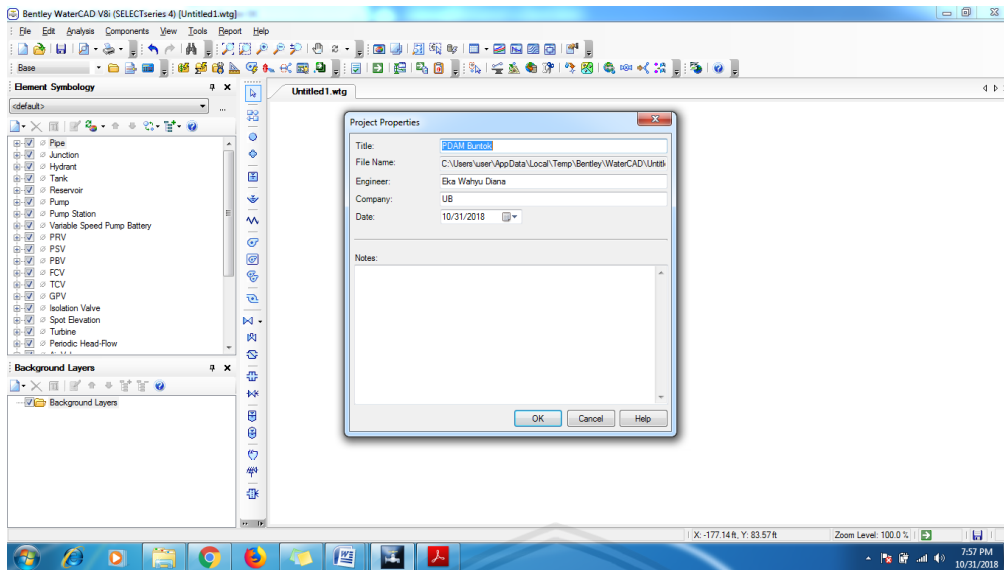 Bentley WaterCAD V8i (SELECTseries 4) [Untitled1.wtg]
File Edit Analysis Components View Tools Report Help
Base
Element Symbology
<default>
Pipe
Junction
Hydrant
Tank
Reservoir
Pump
Pump Station
Variable Speed Pump Battery
PRV
PSV
PBV
FCV
TCV
GPV
Isolation Valve
Spot Elevation
Turbine
Periodic Head-Flow
Background Layers
Background Layers
Untitled1.wtg
Project Properties
Title: PDAM Buntok
File Name: C:\Users\user\AppData\Local\Temp\Bentley\WaterCAD\Untitl
Engineer: Eka Wahyu Diana
Company: UB
Date: 10/31/2018
Notes:
OK Cancel Help
X: -177.14 ft, Y: 83.57 ft Zoom Level: 100.0 %
7:57 PM
10/31/2018